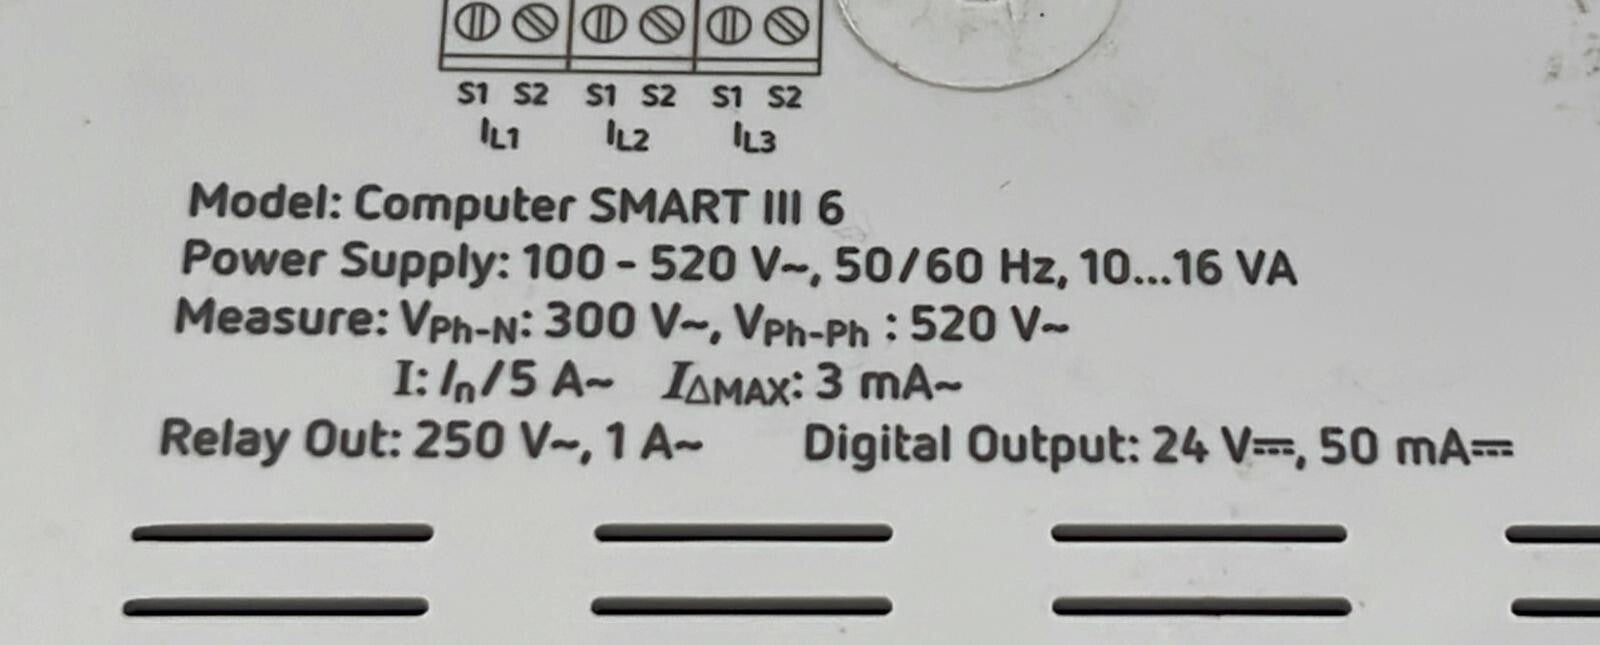 S1 S2 S1 S2 S1 S2
IL1 IL2 IL3
Model: Computer SMART III 6
Power Supply: 100 - 520 V~, 50/60 Hz, 10...16 VA
Measure: VPh-N: 300 V~, VPh-Ph : 520 V~
I: In/5 A~ IΔMAX: 3 mA~
Relay Out: 250 V~, 1 A~ Digital Output: 24 V⎓, 50 mA⎓